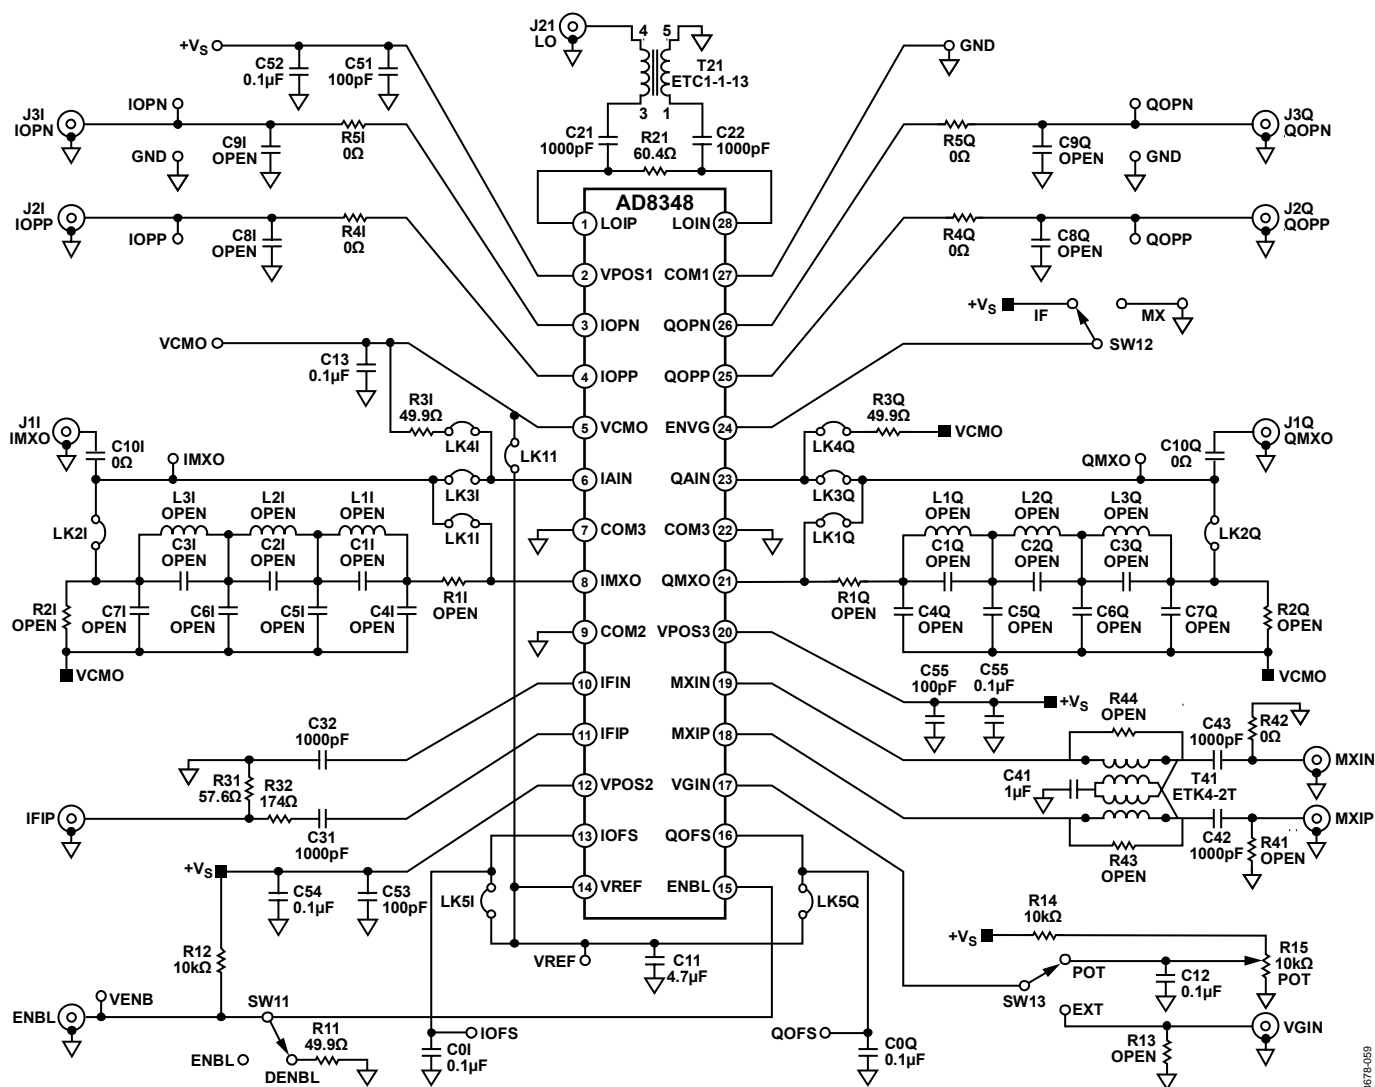 J21
LO
4 5
T21
ETC1-1-13
3 1
+VS
C52
0.1µF
C51
100pF
GND
J3I
IOPN
IOPN
GND
C9I
OPEN
R5I
0Ω
C21
1000pF
R21
60.4Ω
C22
1000pF
R5Q
0Ω
C9Q
OPEN
QOPN
GND
J3Q
QOPN
J2I
IOPP
IOPP
C8I
OPEN
R4I
0Ω
AD8348
R4Q
0Ω
C8Q
OPEN
QOPP
J2Q
QOPP
1 LOIP
LOIN 28
2 VPOS1
COM1 27
3 IOPN
QOPN 26
4 IOPP
QOPP 25
5 VCMO
ENVG 24
6 IAIN
QAIN 23
7 COM3
COM3 22
8 IMXO
QMXO 21
9 COM2
VPOS3 20
10 IFIN
MXIN 19
11 IFIP
MXIP 18
12 VPOS2
VGIN 17
13 IOFS
QOFS 16
14 VREF
ENBL 15
+VS
IF
MX
SW12
VCMO
C13
0.1µF
R3I
49.9Ω
LK4I
LK11
R3Q
49.9Ω
LK4Q
VCMO
J1I
IMXO
C10I
0Ω
IMXO
LK3I
LK3Q
QMXO
C10Q
0Ω
J1Q
QMXO
LK2I
L3I
OPEN
L2I
OPEN
L1I
OPEN
C3I
OPEN
C2I
OPEN
C1I
OPEN
LK1I
LK1Q
L1Q
OPEN
L2Q
OPEN
L3Q
OPEN
C1Q
OPEN
C2Q
OPEN
C3Q
OPEN
LK2Q
R2I
OPEN
C7I
OPEN
C6I
OPEN
C5I
OPEN
C4I
OPEN
R1I
OPEN
R1Q
OPEN
C4Q
OPEN
C5Q
OPEN
C6Q
OPEN
C7Q
OPEN
R2Q
OPEN
VCMO
VCMO
C55
100pF
C55
0.1µF
+VS
R44
OPEN
C43
1000pF
R42
0Ω
MXIN
C41
1µF
T41
ETK4-2T
MXIP
R43
OPEN
C42
1000pF
R41
OPEN
C32
1000pF
R31
57.6Ω
R32
174Ω
IFIP
C31
1000pF
+VS
C54
0.1µF
C53
100pF
LK5I
LK5Q
R12
10kΩ
VREF
C11
4.7µF
R14
10kΩ
+VS
R15
10kΩ
POT
POT
SW13
C12
0.1µF
EXT
R13
OPEN
VGIN
VENB
ENBL
SW11
R11
49.9Ω
ENBL
DENBL
IOFS
C0I
0.1µF
QOFS
C0Q
0.1µF
3678-059